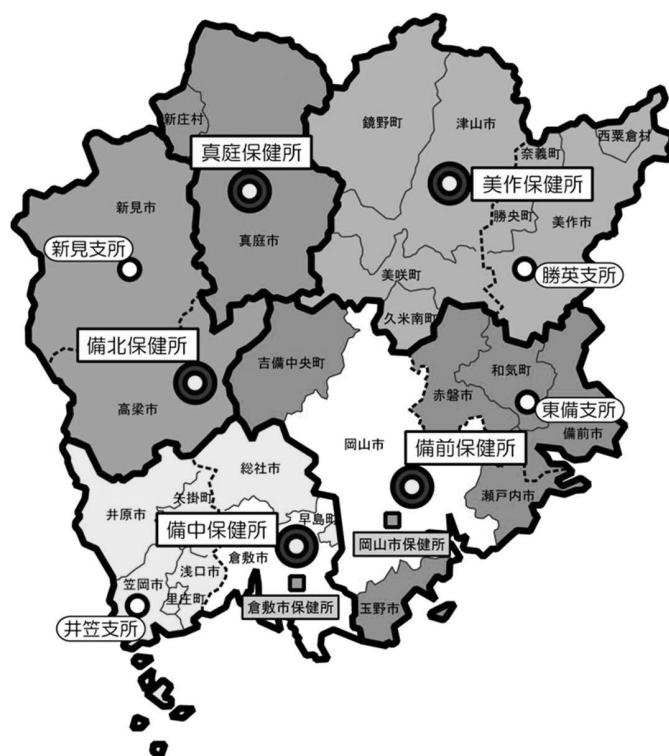 新庄村
真庭保健所
真庭市
鏡野町
津山市
奈義町
西粟倉村
美作保健所
勝央町
美作市
勝英支所
美咲町
久米南町
新見市
新見支所
備北保健所
高梁市
吉備中央町
和気町
赤磐市
東備支所
備前市
岡山市
備前保健所
瀬戸内市
岡山市保健所
玉野市
総社市
井原市
矢掛町
早島町
備中保健所
倉敷市
浅口市
笠岡市
里庄町
倉敷市保健所
井笠支所